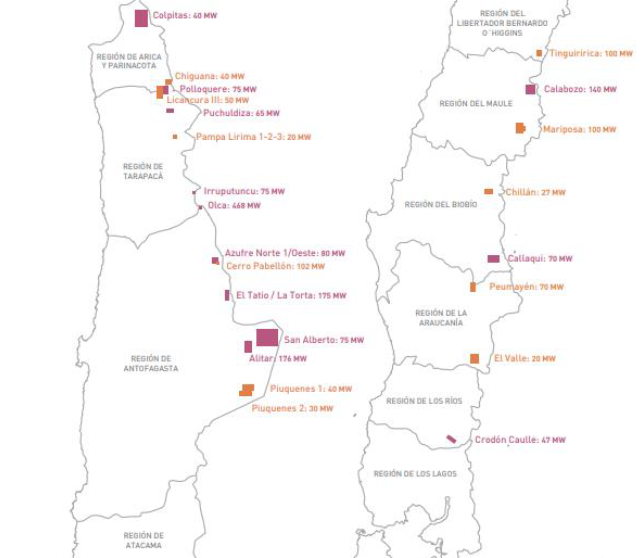 Colpitas: 40 MW
REGIÓN DE ARICA
Y PARINACOTA
Chiguana: 40 MW
Polloquere: 75 MW
Licancura III: 50 MW
Puchuldiza: 65 MW
Pampa Lirima 1-2-3: 20 MW
REGIÓN DE
TARAPACÁ
Irruputuncu: 75 MW
Olca: 468 MW
Azufre Norte 1/Oeste: 80 MW
Cerro Pabellón: 102 MW
El Tatio / La Torta: 175 MW
San Alberto: 75 MW
Alitar: 176 MW
REGIÓN DE
ANTOFAGASTA
Piuquenes 1: 40 MW
Piuquenes 2: 30 MW
REGIÓN DE
ATACAMA
REGIÓN DEL
LIBERTADOR BERNARDO
O´HIGGINS
Tinguiririca: 100 MW
Calabozo: 140 MW
REGIÓN DEL MAULE
Mariposa: 100 MW
Chillán: 27 MW
REGIÓN DEL BIOBÍO
Callaqui: 70 MW
Peumayén: 70 MW
REGIÓN DE LA
ARAUCANÍA
El Valle: 20 MW
REGIÓN DE LOS RÍOS
Crodón Caulle: 47 MW
REGIÓN DE LOS LAGOS